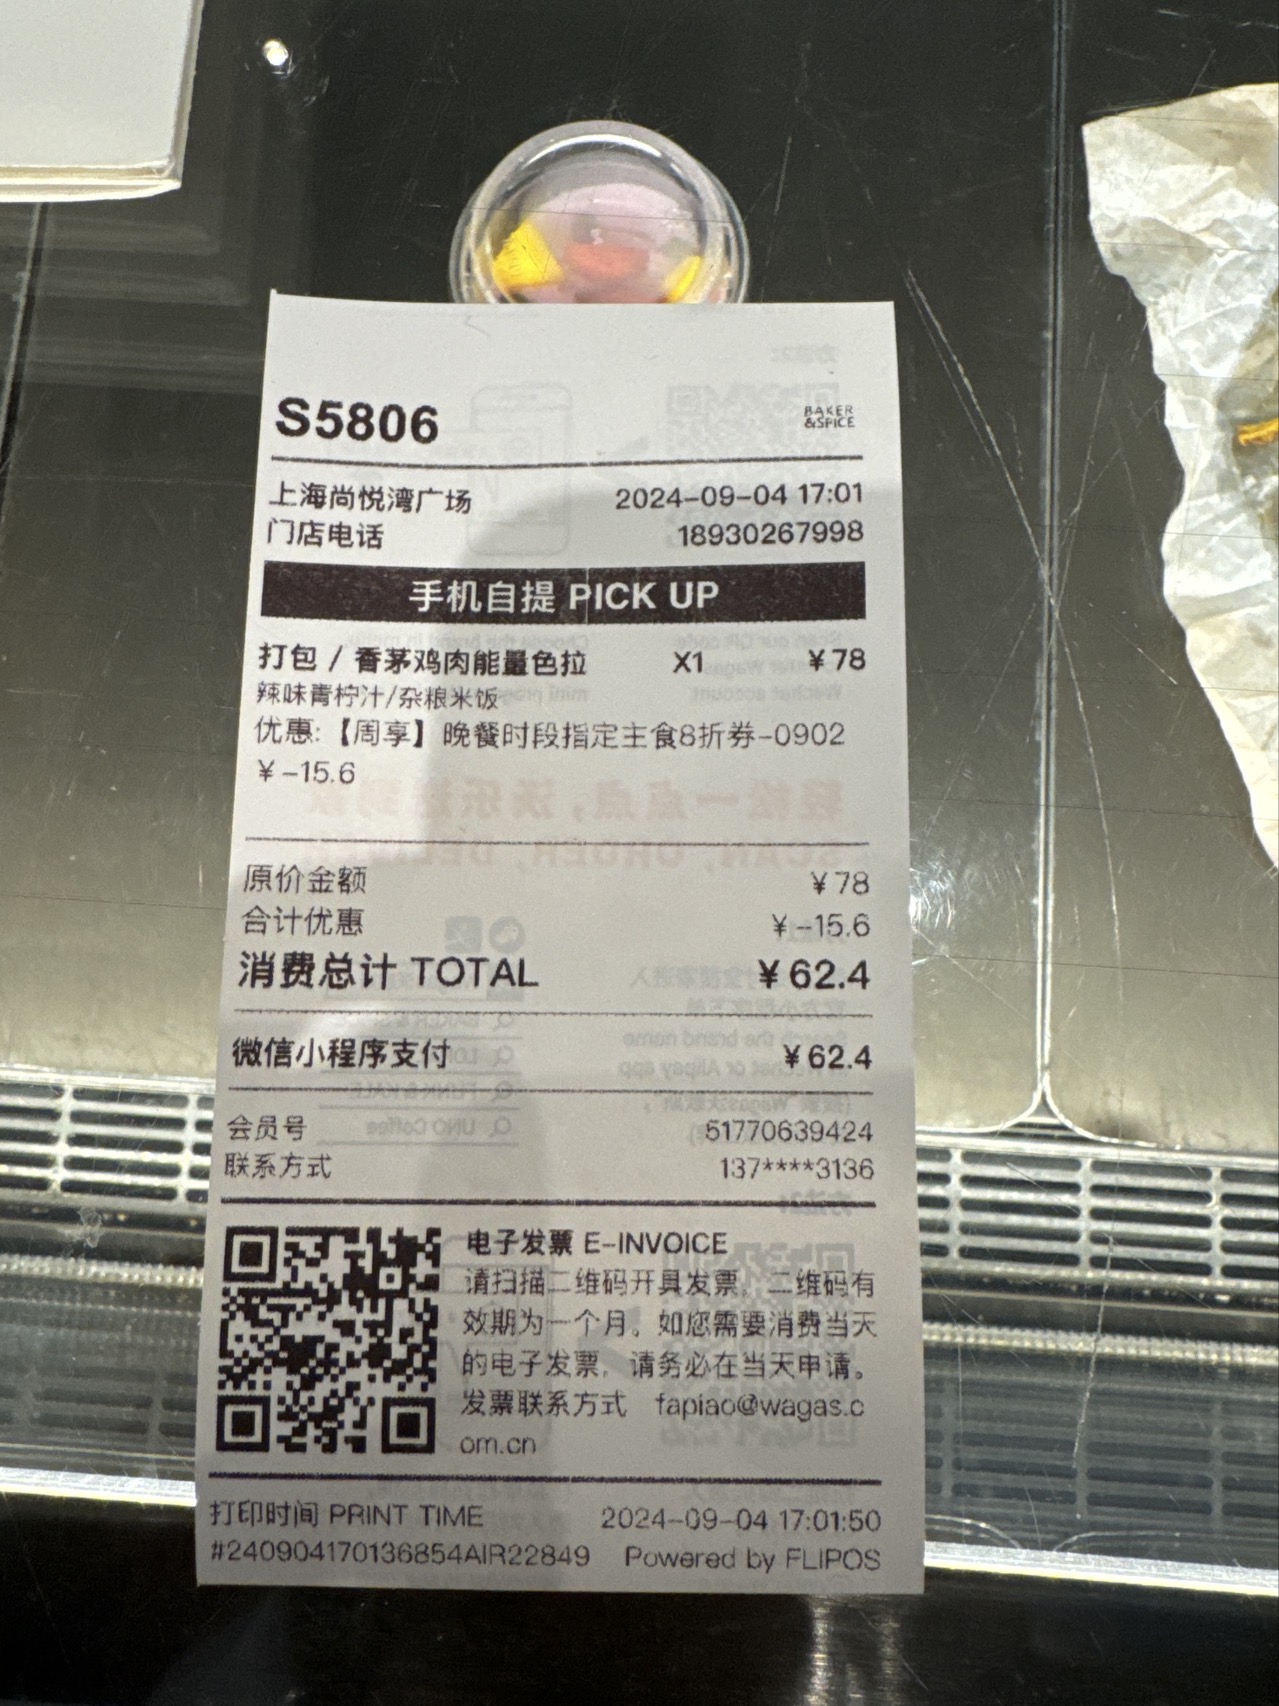 S5806
BAKER
&SPICE
上海尚悦湾广场 2024-09-04 17:01
门店电话 18930267998
手机自提 PICK UP
打包 / 香茅鸡肉能量色拉 X1 ¥78
辣味青柠汁/杂粮米饭
优惠:【周享】晚餐时段指定主食8折券-0902
¥-15.6
原价金额 ¥78
合计优惠 ¥-15.6
消费总计 TOTAL ¥62.4
微信小程序支付 ¥62.4
会员号 51770639424
联系方式 137****3136
电子发票 E-INVOICE
请扫描二维码开具发票，二维码有
效期为一个月。如您需要消费当天
的电子发票，请务必在当天申请。
发票联系方式 fapiao@wagas.c
om.cn
打印时间 PRINT TIME 2024-09-04 17:01:50
#240904170136854AIR22849 Powered by FLIPOS